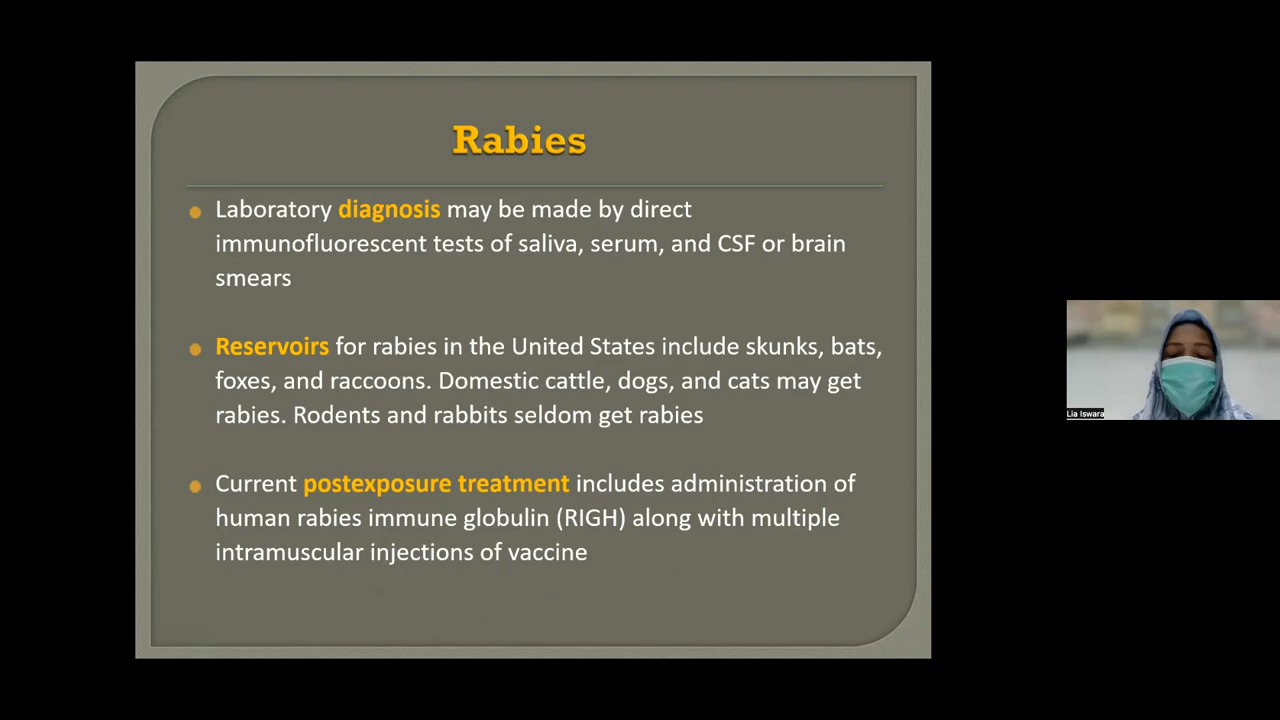 Rabies
Laboratory diagnosis may be made by direct
immunofluorescent tests of saliva, serum, and CSF or brain
smears
Reservoirs for rabies in the United States include skunks, bats,
foxes, and raccoons. Domestic cattle, dogs, and cats may get
rabies. Rodents and rabbits seldom get rabies
Current postexposure treatment includes administration of
human rabies immune globulin (RIGH) along with multiple
intramuscular injections of vaccine
Lia Iswara